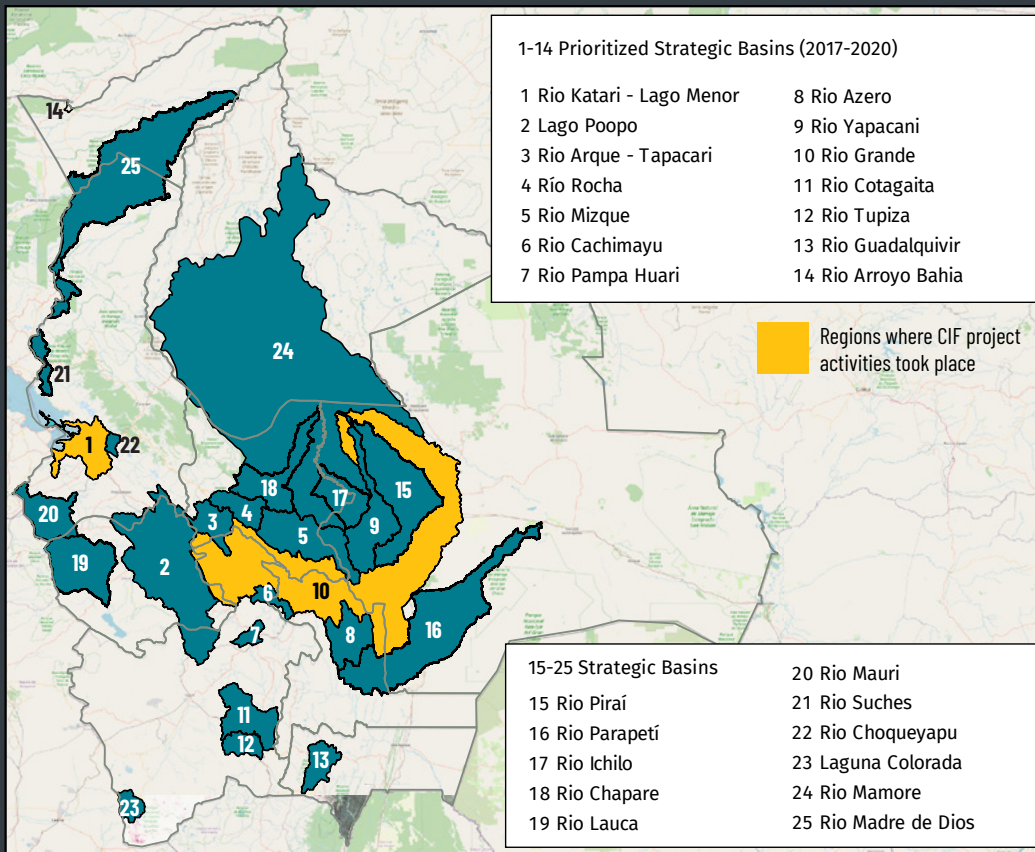 1-14 Prioritized Strategic Basins (2017-2020)
1 Rio Katari - Lago Menor
2 Lago Poopo
3 Rio Arque - Tapacari
4 Río Rocha
5 Rio Mizque
6 Rio Cachimayu
7 Rio Pampa Huari
8 Rio Azero
9 Rio Yapacani
10 Rio Grande
11 Rio Cotagaita
12 Rio Tupiza
13 Rio Guadalquivir
14 Rio Arroyo Bahia
Regions where CIF project
activities took place
14
25
24
21
1
22
20
19
2
3
4
18
5
17
9
15
10
6
7
8
16
11
12
13
23
15-25 Strategic Basins
15 Rio Piraí
16 Rio Parapetí
17 Rio Ichilo
18 Rio Chapare
19 Rio Lauca
20 Rio Mauri
21 Rio Suches
22 Rio Choqueyapu
23 Laguna Colorada
24 Rio Mamore
25 Rio Madre de Dios